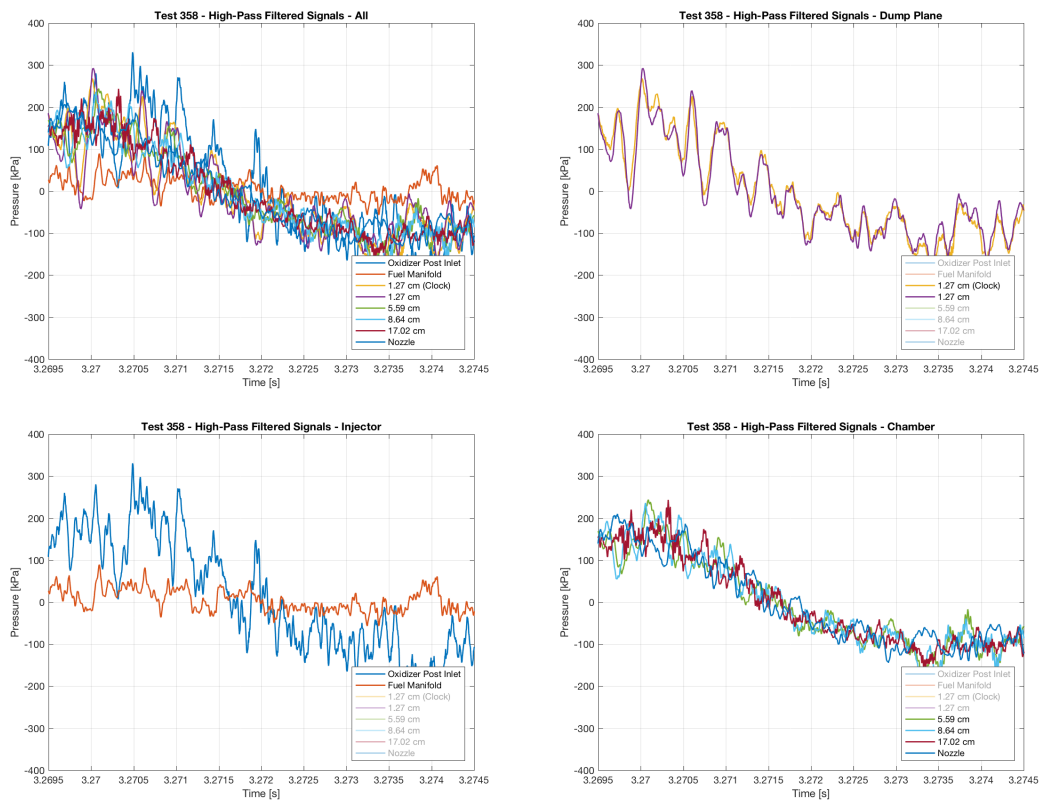 Test 358 - High-Pass Filtered Signals - All
400
300
200
100
0
-100
-200
-300
-400
Pressure [kPa]
Oxidizer Post Inlet
Fuel Manifold
1.27 cm (Clock)
1.27 cm
5.59 cm
8.64 cm
17.02 cm
Nozzle
3.2695 3.27 3.2705 3.271 3.2715 3.272 3.2725 3.273 3.2735 3.274 3.2745
Time [s]
Test 358 - High-Pass Filtered Signals - Dump Plane
400
300
200
100
0
-100
-200
-300
-400
Pressure [kPa]
Oxidizer Post Inlet
Fuel Manifold
1.27 cm (Clock)
1.27 cm
5.59 cm
8.64 cm
17.02 cm
Nozzle
3.2695 3.27 3.2705 3.271 3.2715 3.272 3.2725 3.273 3.2735 3.274 3.2745
Time [s]
Test 358 - High-Pass Filtered Signals - Injector
400
300
200
100
0
-100
-200
-300
-400
Pressure [kPa]
Oxidizer Post Inlet
Fuel Manifold
1.27 cm (Clock)
1.27 cm
5.59 cm
8.64 cm
17.02 cm
Nozzle
3.2695 3.27 3.2705 3.271 3.2715 3.272 3.2725 3.273 3.2735 3.274 3.2745
Time [s]
Test 358 - High-Pass Filtered Signals - Chamber
400
300
200
100
0
-100
-200
-300
-400
Pressure [kPa]
Oxidizer Post Inlet
Fuel Manifold
1.27 cm (Clock)
1.27 cm
5.59 cm
8.64 cm
17.02 cm
Nozzle
3.2695 3.27 3.2705 3.271 3.2715 3.272 3.2725 3.273 3.2735 3.274 3.2745
Time [s]